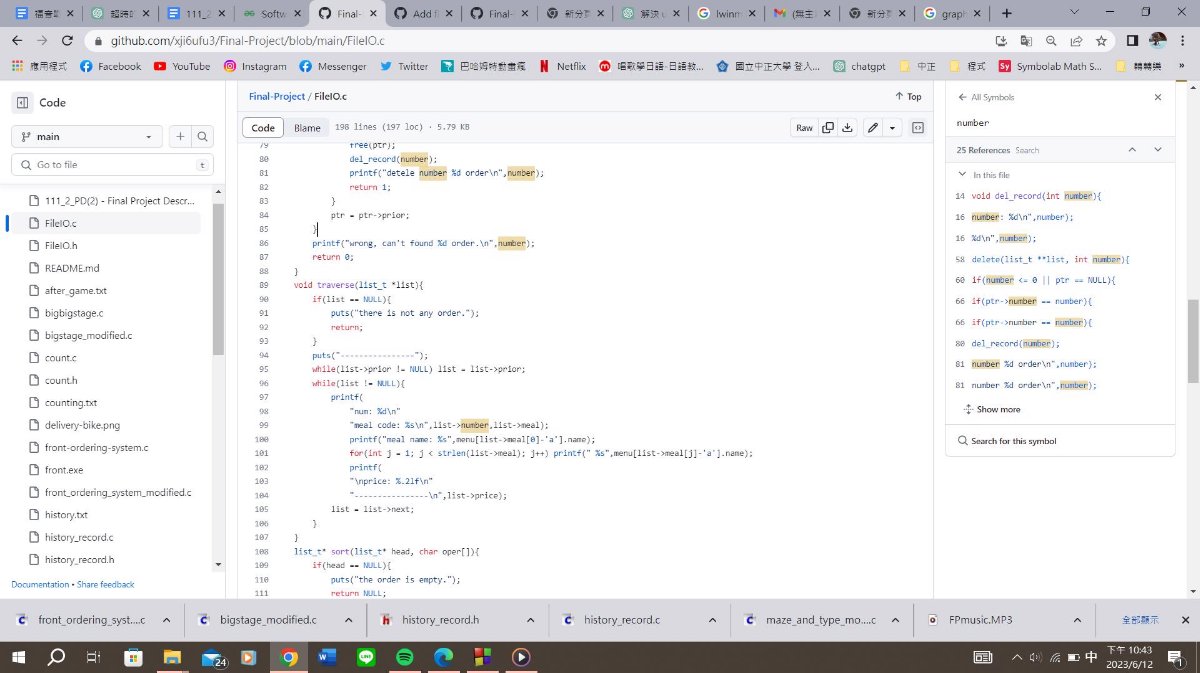 福音歌
超時的
111_2
Softw
Final-
Add f
Final-
新分頁
解決 u
lwinm
(無主
新分頁
grap
github.com/xji6ufu3/Final-Project/blob/main/FileIO.c
應用程式
Facebook
YouTube
Instagram
Messenger
Twitter
巴哈姆特動畫瘋
Netflix
唱歌學日語-日語教...
國立中正大學 登入...
chatgpt
中正
程式
Symbolab Math S...
轉轉樂
»
Code
main
Go to file
t
111_2_PD(2) - Final Project Descr...
FileIO.c
FileIO.h
README.md
after_game.txt
bigbigstage.c
bigstage_modified.c
count.c
count.h
counting.txt
delivery-bike.png
front-ordering-system.c
front.exe
front_ordering_system_modified.c
history.txt
history_record.c
history_record.h
Documentation • Share feedback
Final-Project / FileIO.c
Top
Code
Blame
198 lines (197 loc) · 5.79 KB
Raw
79 free(ptr);
80 del_record(number);
81 printf("detele number %d order\n",number);
82 return 1;
83 }
84 ptr = ptr->prior;
85 }
86 printf("wrong, can't found %d order.\n",number);
87 return 0;
88 }
89 void traverse(list_t *list){
90 if(list == NULL){
91 puts("there is not any order.");
92 return;
93 }
94 puts("----------------");
95 while(list->prior != NULL) list = list->prior;
96 while(list != NULL){
97 printf(
98 "num: %d\n"
99 "meal code: %s\n",list->number,list->meal);
100 printf("meal name: %s",menu[list->meal[0]-'a'].name);
101 for(int j = 1; j < strlen(list->meal); j++) printf(" %s",menu[list->meal[j]-'a'].name);
102 printf(
103 "\nprice: %.2lf\n"
104 "----------------\n",list->price);
105 list = list->next;
106 }
107 }
108 list_t* sort(list_t* head, char oper[]){
109 if(head == NULL){
110 puts("the order is empty.");
111 return NULL;
All Symbols
number
25 References Search
In this file
14 void del_record(int number){
16 number: %d\n",number);
16 %d\n",number);
58 delete(list_t **list, int number){
60 if(number <= 0 || ptr == NULL){
66 if(ptr->number == number){
66 if(ptr->number == number){
80 del_record(number);
81 number %d order\n",number);
81 number %d order\n",number);
Show more
Search for this symbol
front_ordering_syst....c
bigstage_modified.c
history_record.h
history_record.c
maze_and_type_mo....c
FPmusic.MP3
全部顯示
24
中
下午 10:43
2023/6/12
1